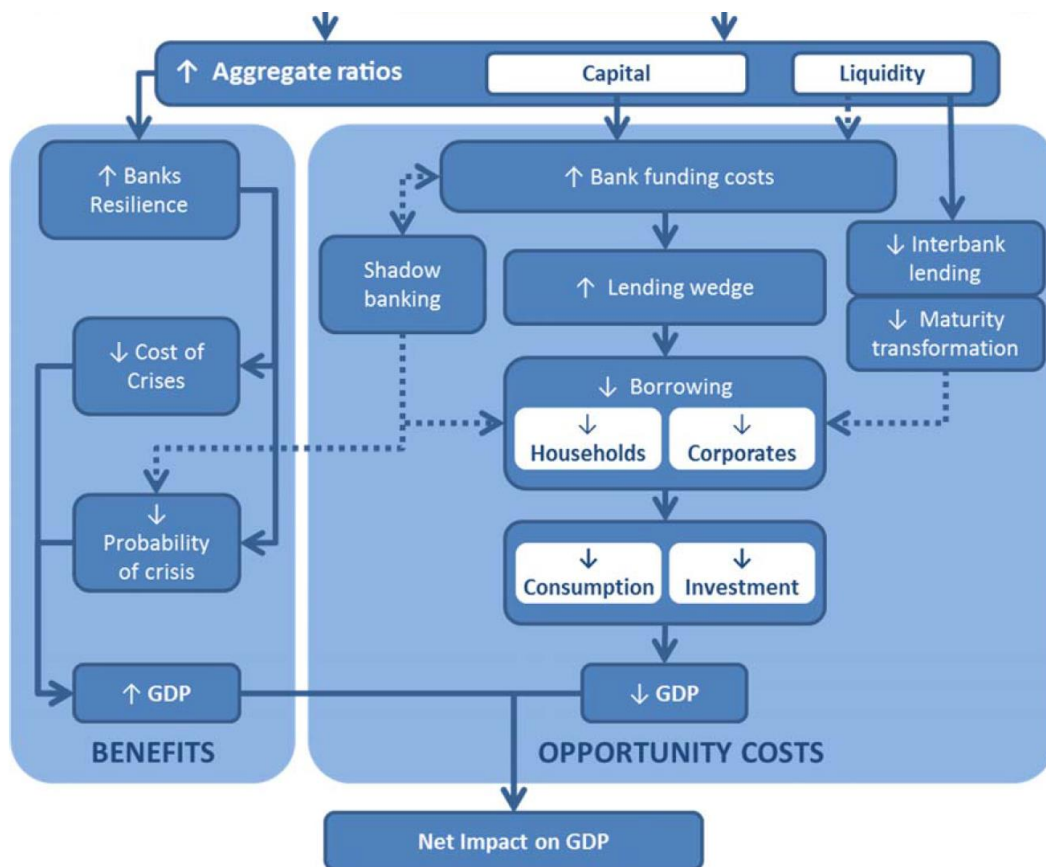 ↑ Aggregate ratios
Capital
Liquidity
↑ Banks
Resilience
↑ Bank funding costs
Shadow
banking
↑ Lending wedge
↓ Interbank
lending
↓ Maturity
transformation
↓ Cost of
Crises
↓ Borrowing
↓
Households
↓
Corporates
↓
Probability
of crisis
↓
Consumption
↓
Investment
↑ GDP
↓ GDP
BENEFITS
OPPORTUNITY COSTS
Net Impact on GDP